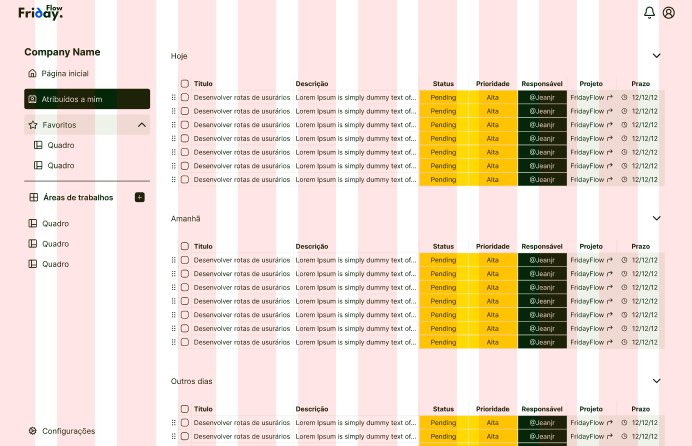 Friday. Flow
Company Name
Página inicial
Atribuídos a mim
Favoritos
Quadro
Quadro
Áreas de trabalhos
Quadro
Quadro
Quadro
Configurações
Hoje
Título Descrição Status Prioridade Responsável Projeto Prazo
Desenvolver rotas de usurários Lorem Ipsum is simply dummy text of... Pending Alta @Jeanjr FridayFlow 12/12/12
Desenvolver rotas de usurários Lorem Ipsum is simply dummy text of... Pending Alta @Jeanjr FridayFlow 12/12/12
Desenvolver rotas de usurários Lorem Ipsum is simply dummy text of... Pending Alta @Jeanjr FridayFlow 12/12/12
Desenvolver rotas de usurários Lorem Ipsum is simply dummy text of... Pending Alta @Jeanjr FridayFlow 12/12/12
Desenvolver rotas de usurários Lorem Ipsum is simply dummy text of... Pending Alta @Jeanjr FridayFlow 12/12/12
Desenvolver rotas de usurários Lorem Ipsum is simply dummy text of... Pending Alta @Jeanjr FridayFlow 12/12/12
Desenvolver rotas de usurários Lorem Ipsum is simply dummy text of... Pending Alta @Jeanjr FridayFlow 12/12/12
Amanhã
Título Descrição Status Prioridade Responsável Projeto Prazo
Desenvolver rotas de usurários Lorem Ipsum is simply dummy text of... Pending Alta @Jeanjr FridayFlow 12/12/12
Desenvolver rotas de usurários Lorem Ipsum is simply dummy text of... Pending Alta @Jeanjr FridayFlow 12/12/12
Desenvolver rotas de usurários Lorem Ipsum is simply dummy text of... Pending Alta @Jeanjr FridayFlow 12/12/12
Desenvolver rotas de usurários Lorem Ipsum is simply dummy text of... Pending Alta @Jeanjr FridayFlow 12/12/12
Desenvolver rotas de usurários Lorem Ipsum is simply dummy text of... Pending Alta @Jeanjr FridayFlow 12/12/12
Desenvolver rotas de usurários Lorem Ipsum is simply dummy text of... Pending Alta @Jeanjr FridayFlow 12/12/12
Desenvolver rotas de usurários Lorem Ipsum is simply dummy text of... Pending Alta @Jeanjr FridayFlow 12/12/12
Outros dias
Título Descrição Status Prioridade Responsável Projeto Prazo
Desenvolver rotas de usurários Lorem Ipsum is simply dummy text of... Pending Alta @Jeanjr FridayFlow 12/12/12
Desenvolver rotas de usurários Lorem Ipsum is simply dummy text of... Pending Alta @Jeanjr FridayFlow 12/12/12